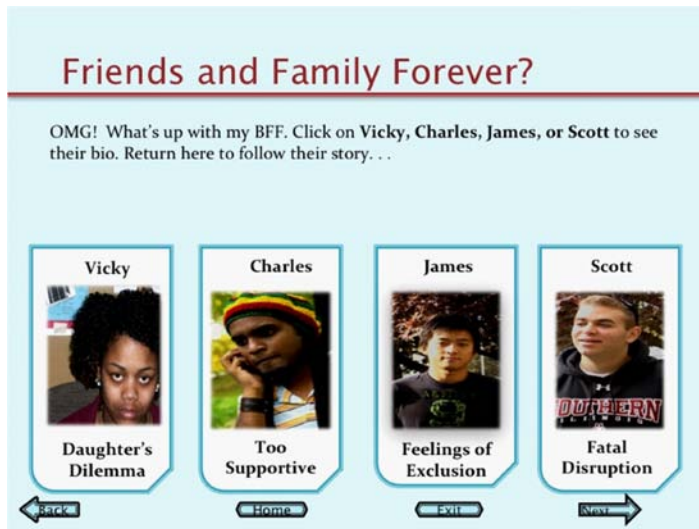 Friends and Family Forever?
OMG! What's up with my BFF. Click on Vicky, Charles, James, or Scott to see
their bio. Return here to follow their story. . .
Vicky
Charles
James
Scott
SOUTHERN
ILLINOIS
Daughter's
Dilemma
Too
Supportive
Feelings of
Exclusion
Fatal
Disruption
Back
Home
Exit
Next